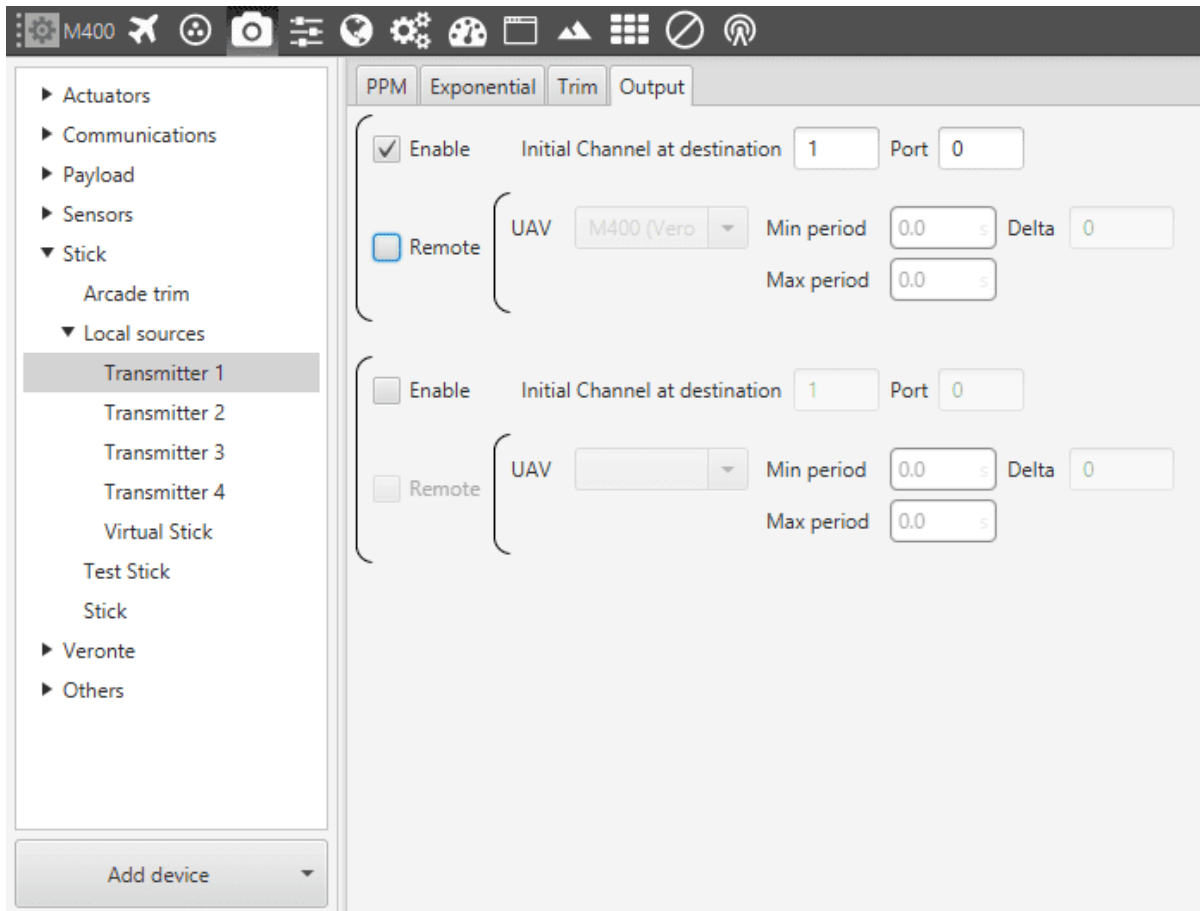 M400
Actuators
Communications
Payload
Sensors
Stick
Arcade trim
Local sources
Transmitter 1
Transmitter 2
Transmitter 3
Transmitter 4
Virtual Stick
Test Stick
Stick
Veronte
Others
Add device
PPM Exponential Trim Output
Enable Initial Channel at destination 1 Port 0
UAV M400 (Vero Min period 0.0 s Delta 0
Remote
Max period 0.0 s
Enable Initial Channel at destination 1 Port 0
UAV Min period 0.0 s Delta 0
Remote
Max period 0.0 s